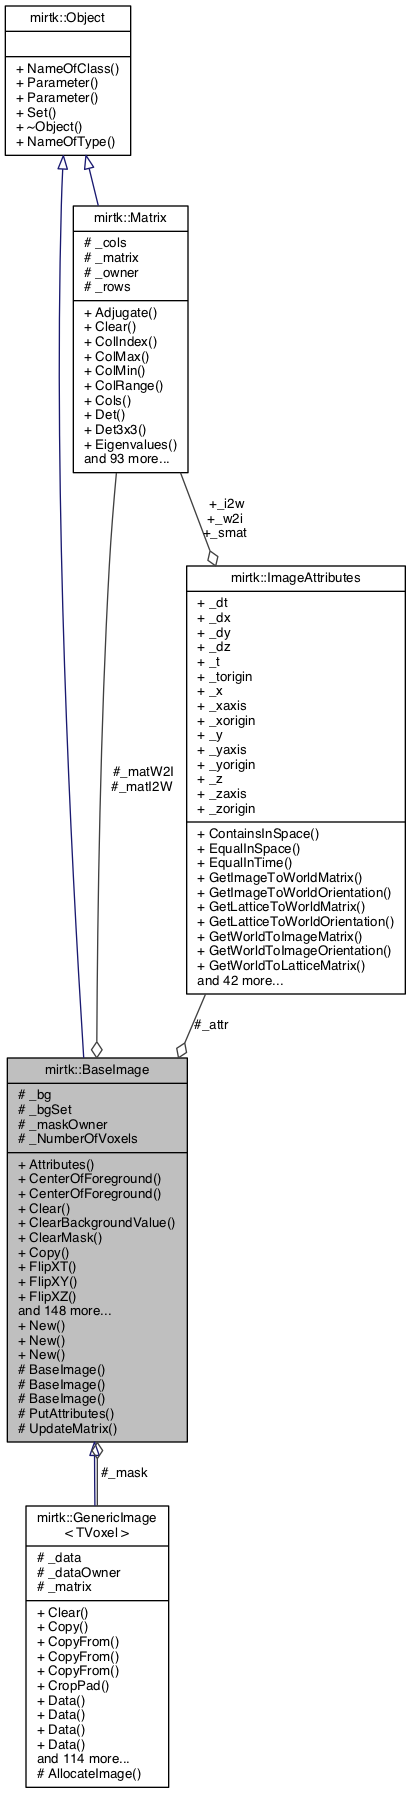 mirtk::Object
+ NameOfClass()
+ Parameter()
+ Parameter()
+ Set()
+ ~Object()
+ NameOfType()
mirtk::Matrix
# _cols
# _matrix
# _owner
# _rows
+ Adjugate()
+ Clear()
+ ColIndex()
+ ColMax()
+ ColMin()
+ ColRange()
+ Cols()
+ Det()
+ Det3x3()
+ Eigenvalues()
and 93 more...
+_i2w
+_w2i
+_smat
mirtk::ImageAttributes
+ _dt
+ _dx
+ _dy
+ _dz
+ _t
+ _torigin
+ _x
+ _xaxis
+ _xorigin
+ _y
+ _yaxis
+ _yorigin
+ _z
+ _zaxis
+ _zorigin
+ ContainsInSpace()
+ EqualInSpace()
+ EqualInTime()
+ GetImageToWorldMatrix()
+ GetImageToWorldOrientation()
+ GetLatticeToWorldMatrix()
+ GetLatticeToWorldOrientation()
+ GetWorldToImageMatrix()
+ GetWorldToImageOrientation()
+ GetWorldToLatticeMatrix()
and 42 more...
#_matW2I
#_matI2W
#_attr
mirtk::BaseImage
# _bg
# _bgSet
# _maskOwner
# _NumberOfVoxels
+ Attributes()
+ CenterOfForeground()
+ CenterOfForeground()
+ Clear()
+ ClearBackgroundValue()
+ ClearMask()
+ Copy()
+ FlipXT()
+ FlipXY()
+ FlipXZ()
and 148 more...
+ New()
+ New()
+ New()
# BaseImage()
# BaseImage()
# BaseImage()
# PutAttributes()
# UpdateMatrix()
#_mask
mirtk::GenericImage
< TVoxel >
# _data
# _dataOwner
# _matrix
+ Clear()
+ Copy()
+ CopyFrom()
+ CopyFrom()
+ CopyFrom()
+ CropPad()
+ Data()
+ Data()
+ Data()
+ Data()
and 114 more...
# AllocateImage()